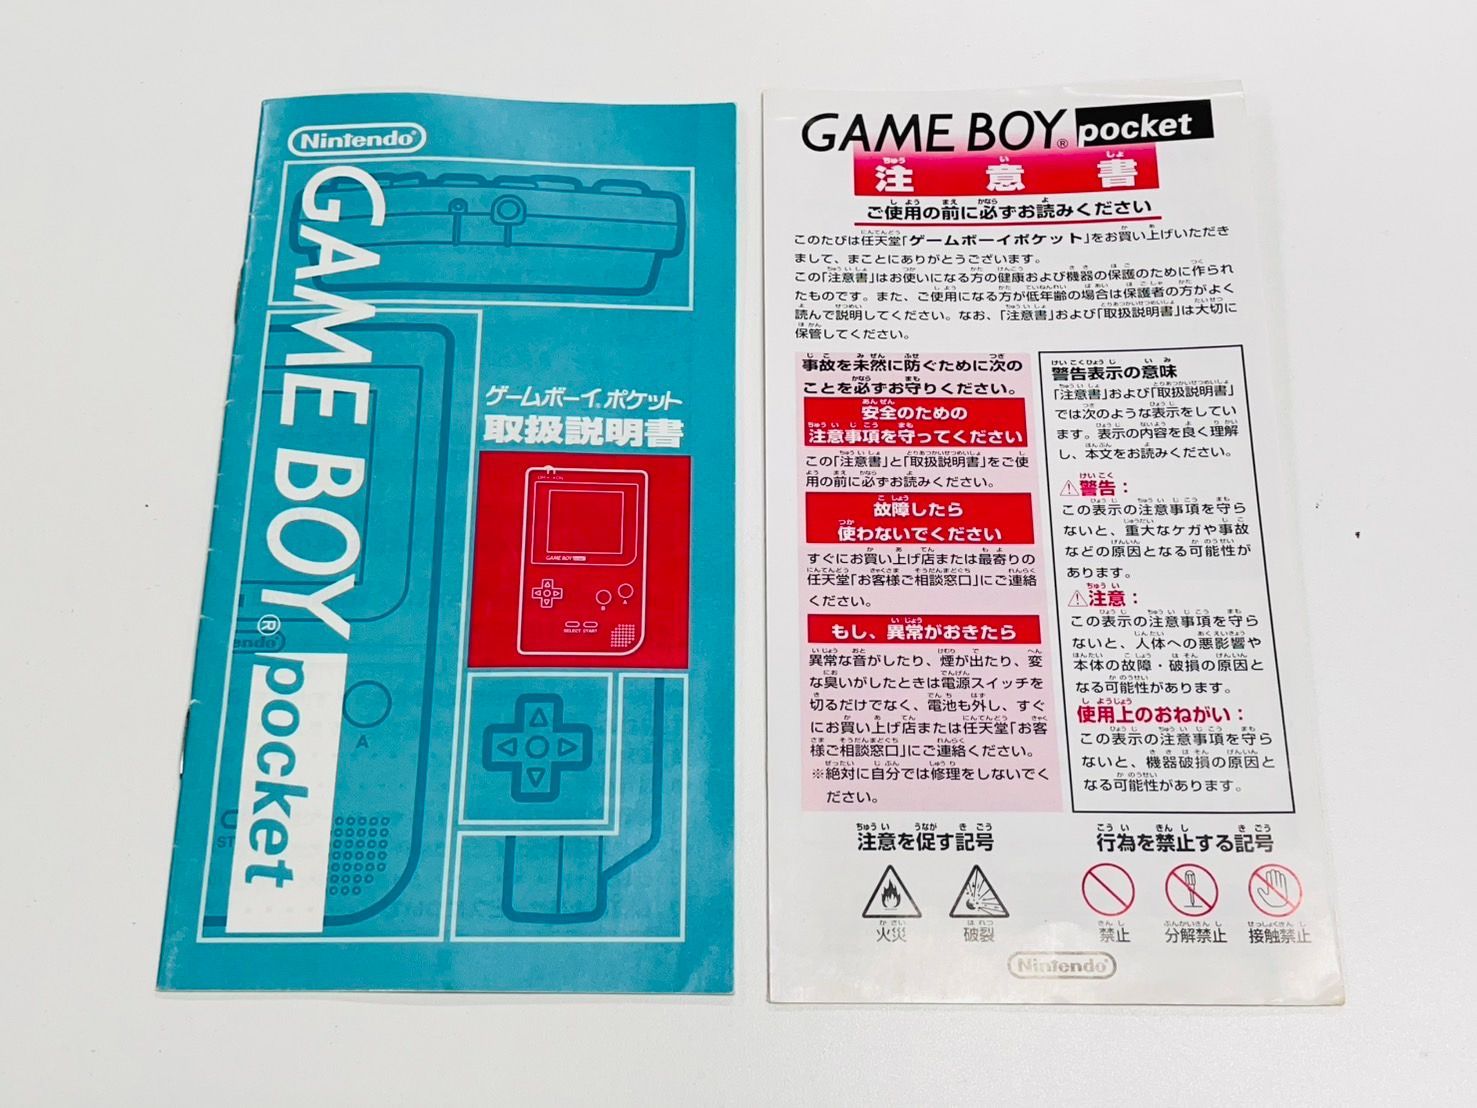 Nintendo®
GAME BOY® pocket
ゲームボーイ®ポケット
取扱説明書
GAME BOY pocket
B A
SELECT START
A
GAME BOY® pocket
注意書
ご使用の前に必ずお読みください
このたびは任天堂「ゲームボーイポケット」をお買い上げいただき
まして、まことにありがとうございます。
この「注意書」はお使いになる方の健康および機器の保護のために作られ
たものです。また、ご使用になる方が低年齢の場合は保護者の方がよく
読んで説明してください。なお、「注意書」および「取扱説明書」は大切に
保管してください。
事故を未然に防ぐために次の
ことを必ずお守りください。
安全のための
注意事項を守ってください
この「注意書」と「取扱説明書」をご使
用の前に必ずお読みください。
故障したら
使わないでください
すぐにお買い上げ店または最寄りの
任天堂「お客様ご相談窓口」にご連絡
ください。
もし、異常がおきたら
異常な音がしたり、煙が出たり、変
な臭いがしたときは電源スイッチを
切るだけでなく、電池も外し、すぐ
にお買い上げ店または任天堂「お客
様ご相談窓口」にご連絡ください。
※絶対に自分では修理をしないでく
ださい。
警告表示の意味
「注意書」および「取扱説明書」
では次のような表示をしてい
ます。表示の内容を良く理解
し、本文をお読みください。
⚠警告：
この表示の注意事項を守ら
ないと、重大なケガや事故
などの原因となる可能性が
あります。
⚠注意：
この表示の注意事項を守ら
ないと、人体への悪影響や
本体の故障・破損の原因と
なる可能性があります。
使用上のおねがい：
この表示の注意事項を守ら
ないと、機器破損の原因と
なる可能性があります。
注意を促す記号
火災 破裂
行為を禁止する記号
禁止 分解禁止 接触禁止
Nintendo®